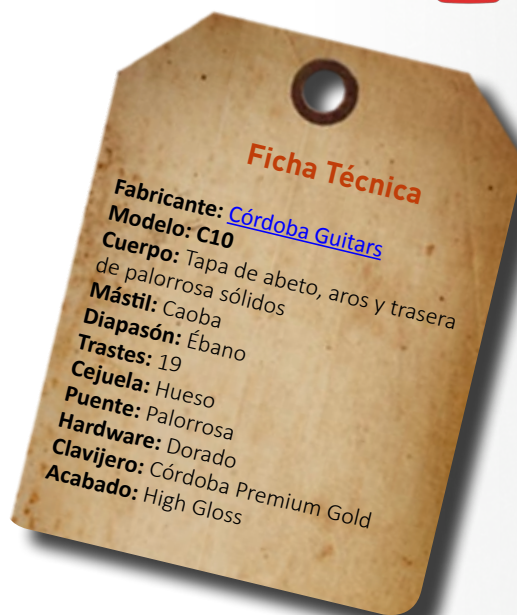 Ficha Técnica
Fabricante: Córdoba Guitars
Modelo: C10
Cuerpo: Tapa de abeto, aros y trasera
de palorrosa sólidos
Mástil: Caoba
Diapasón: Ébano
Trastes: 19
Cejuela: Hueso
Puente: Palorrosa
Hardware: Dorado
Clavijero: Córdoba Premium Gold
Acabado: High Gloss